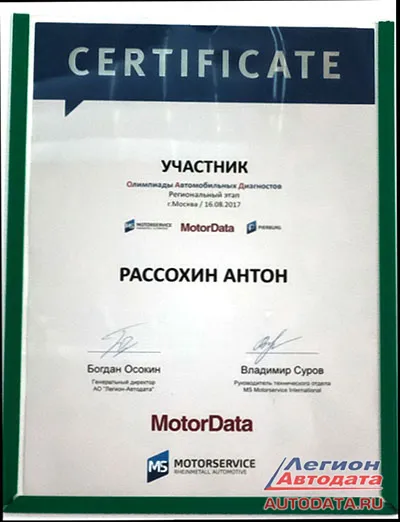 CERTIFICATE
УЧАСТНИК
Олимпиады Автомобильных Диагностов
Региональный этап
г.Москва / 16.08.2017
MOTORSERVICE
MotorData
PIERBURG
РАССОХИН АНТОН
Богдан Осокин
Владимир Суров
Генеральный директор
Руководитель технического отдела
АО "Легион-Автодата"
MS Motorservice International
MotorData
MS MOTORSERVICE
RHEINMETALL AUTOMOTIVE
Легион
Автодата
AUTODATA.RU